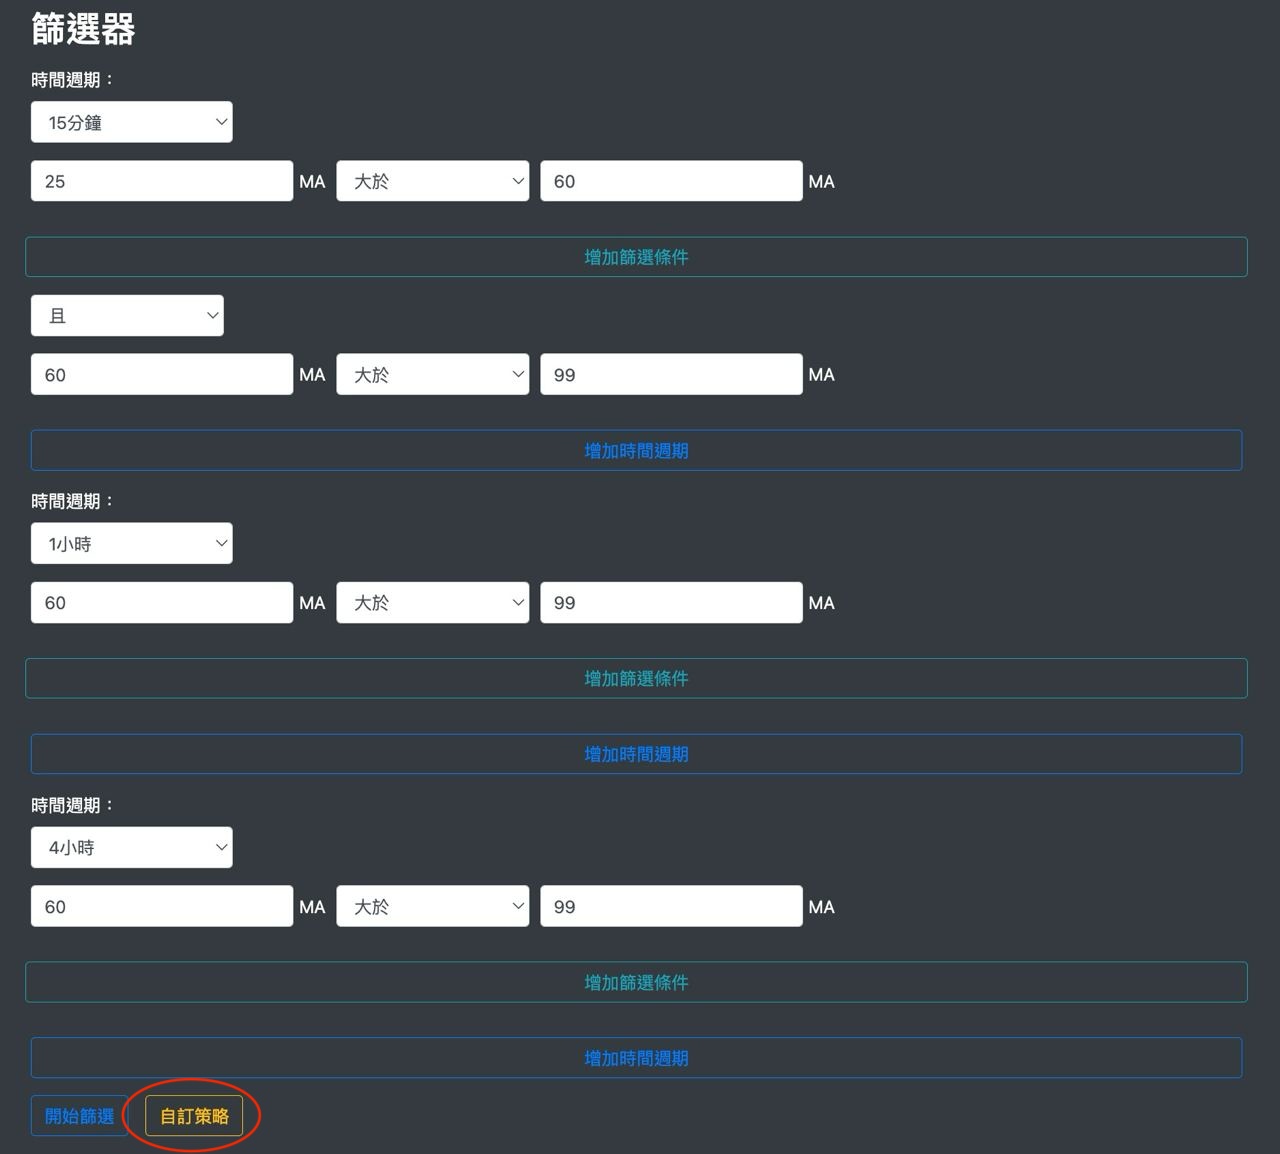 篩選器
時間週期：
15分鐘
25 MA 大於 60 MA
增加篩選條件
且
60 MA 大於 99 MA
增加時間週期
時間週期：
1小時
60 MA 大於 99 MA
增加篩選條件
增加時間週期
時間週期：
4小時
60 MA 大於 99 MA
增加篩選條件
增加時間週期
開始篩選 自訂策略